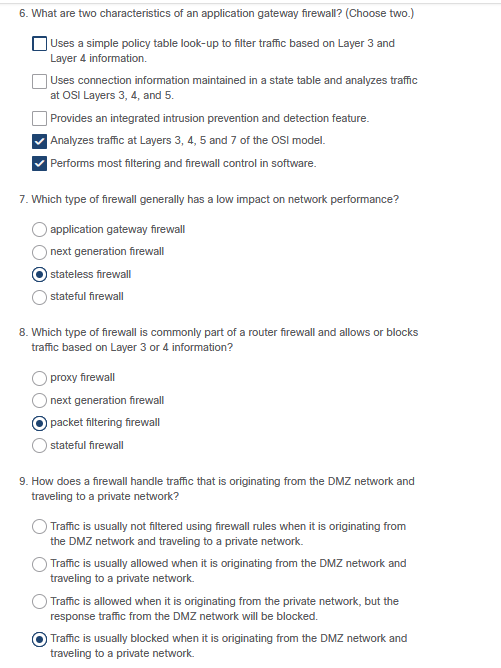 6. What are two characteristics of an application gateway firewall? (Choose two.)
Uses a simple policy table look-up to filter traffic based on Layer 3 and
Layer 4 information.
Uses connection information maintained in a state table and analyzes traffic
at OSI Layers 3, 4, and 5.
Provides an integrated intrusion prevention and detection feature.
Analyzes traffic at Layers 3, 4, 5 and 7 of the OSI model.
Performs most filtering and firewall control in software.
7. Which type of firewall generally has a low impact on network performance?
application gateway firewall
next generation firewall
stateless firewall
stateful firewall
8. Which type of firewall is commonly part of a router firewall and allows or blocks
traffic based on Layer 3 or 4 information?
proxy firewall
next generation firewall
packet filtering firewall
stateful firewall
9. How does a firewall handle traffic that is originating from the DMZ network and
traveling to a private network?
Traffic is usually not filtered using firewall rules when it is originating from
the DMZ network and traveling to a private network.
Traffic is usually allowed when it is originating from the DMZ network and
traveling to a private network.
Traffic is allowed when it is originating from the private network, but the
response traffic from the DMZ network will be blocked.
Traffic is usually blocked when it is originating from the DMZ network and
traveling to a private network.